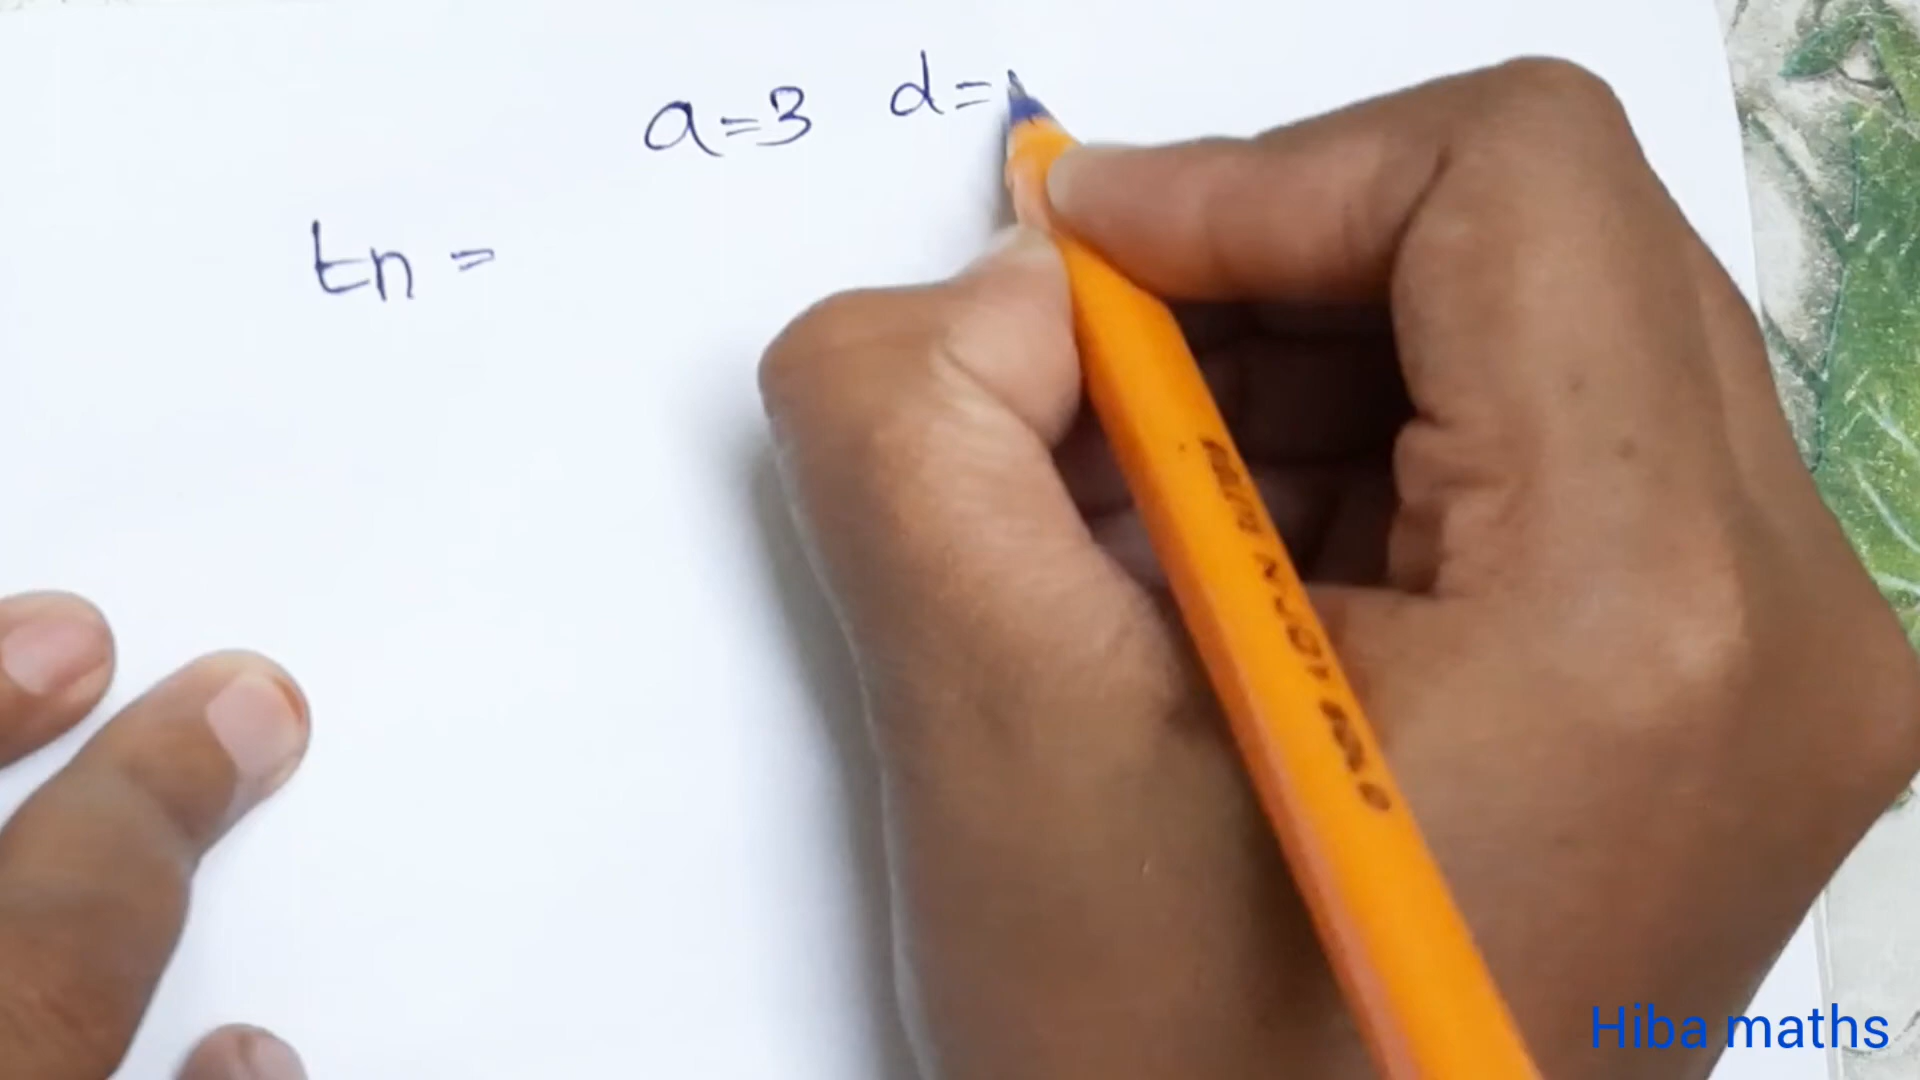 a=3 d=
tn =
Hiba maths